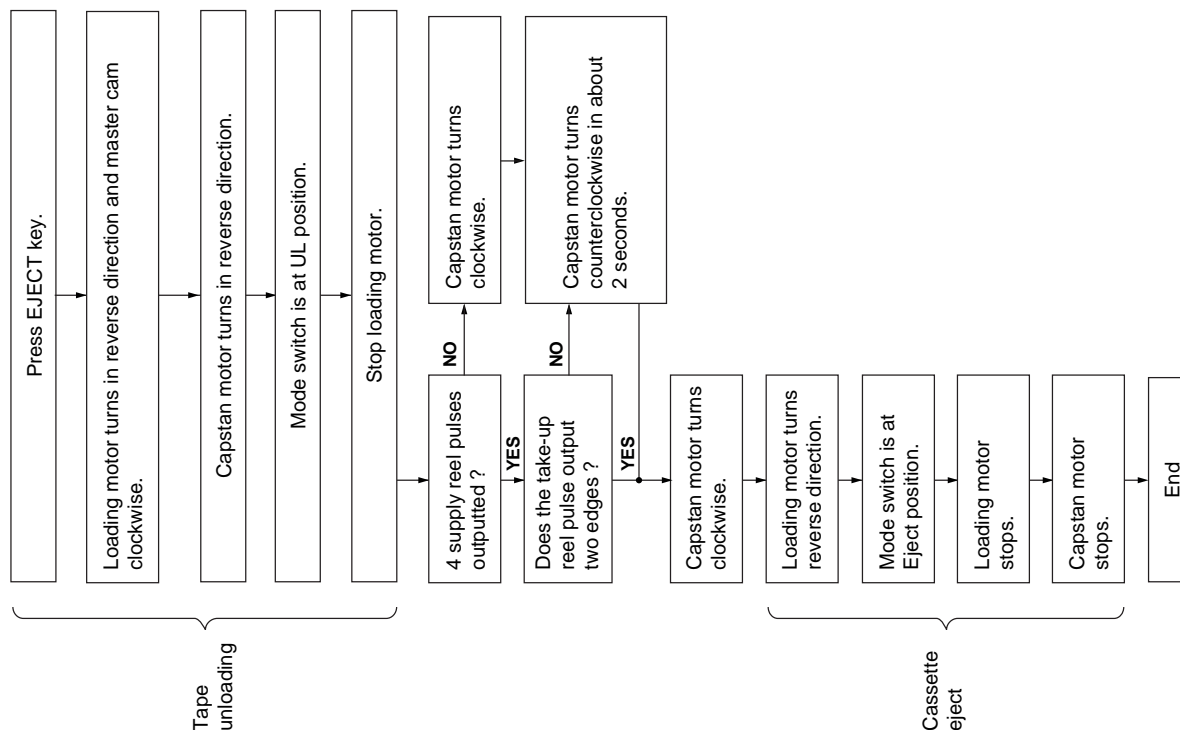 Press EJECT key.
Loading motor turns in reverse direction and master cam
clockwise.
Capstan motor turns in reverse direction.
Mode switch is at UL position.
Stop loading motor.
Tape
unloading
4 supply reel pulses
outputted ?
NO
Capstan motor turns
clockwise.
YES
Does the take-up
reel pulse output
two edges ?
NO
Capstan motor turns
counterclockwise in about
2 seconds.
YES
Capstan motor turns
clockwise.
Loading motor turns
reverse direction.
Mode switch is at
Eject position.
Loading motor
stops.
Capstan motor
stops.
Cassette
eject
End